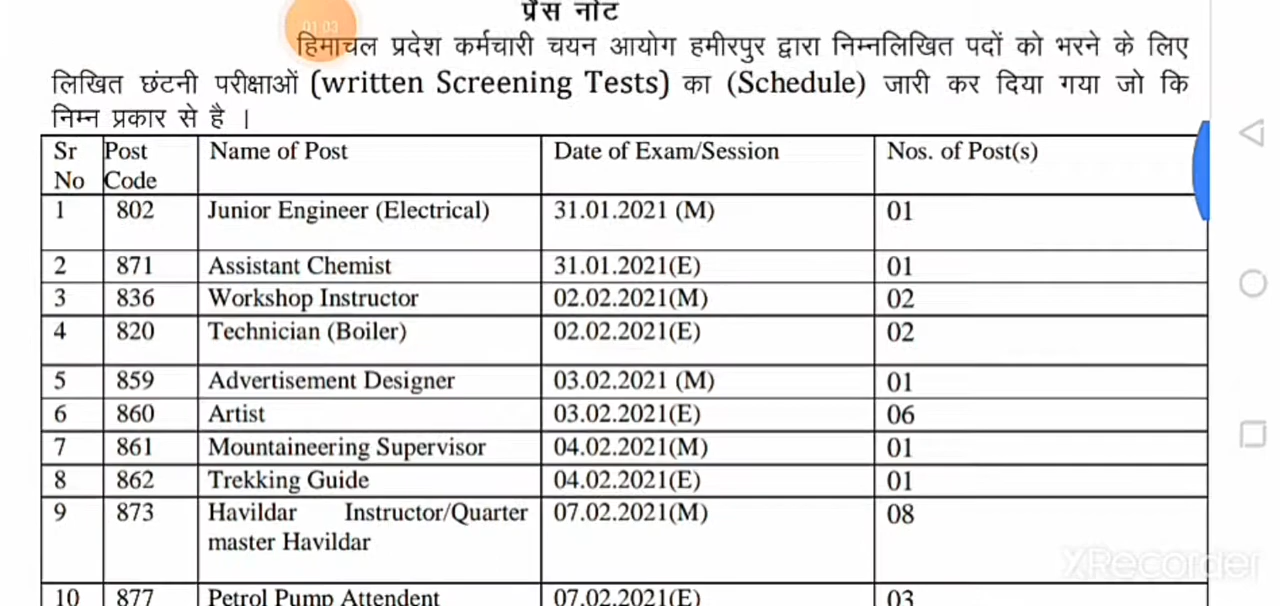 प्रेस नोट
01:03
हिमाचल प्रदेश कर्मचारी चयन आयोग हमीरपुर द्वारा निम्नलिखित पदों को भरने के लिए
लिखित छंटनी परीक्षाओं (written Screening Tests) का (Schedule) जारी कर दिया गया जो कि
निम्न प्रकार से है ।
Sr No Post Code Name of Post Date of Exam/Session Nos. of Post(s)
1 802 Junior Engineer (Electrical) 31.01.2021 (M) 01
2 871 Assistant Chemist 31.01.2021(E) 01
3 836 Workshop Instructor 02.02.2021(M) 02
4 820 Technician (Boiler) 02.02.2021(E) 02
5 859 Advertisement Designer 03.02.2021 (M) 01
6 860 Artist 03.02.2021(E) 06
7 861 Mountaineering Supervisor 04.02.2021(M) 01
8 862 Trekking Guide 04.02.2021(E) 01
9 873 Havildar Instructor/Quarter 07.02.2021(M) 08
master Havildar
10 877 Petrol Pump Attendent 07.02.2021(E) 03
XRecorder